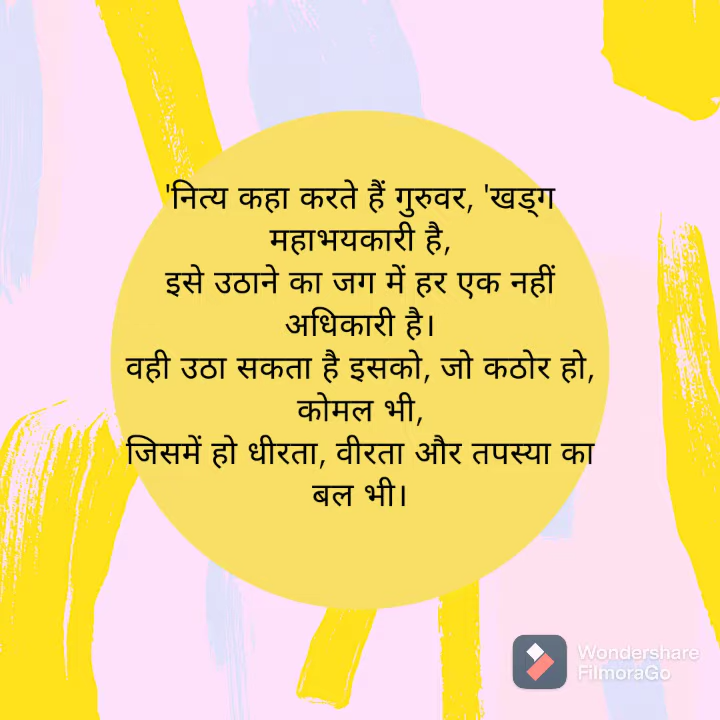 'नित्य कहा करते हैं गुरुवर, 'खड्ग
महाभयकारी है,
इसे उठाने का जग में हर एक नहीं
अधिकारी है।
वही उठा सकता है इसको, जो कठोर हो,
कोमल भी,
जिसमें हो धीरता, वीरता और तपस्या का
बल भी।
Wondershare
FilmoraGo